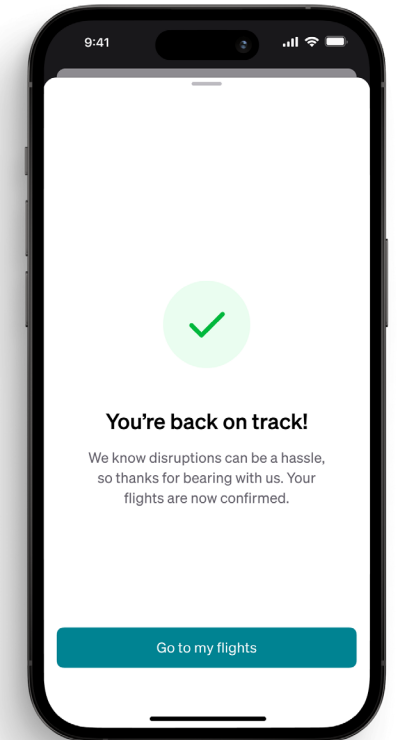 9:41
You're back on track!
We know disruptions can be a hassle,
so thanks for bearing with us. Your
flights are now confirmed.
Go to my flights